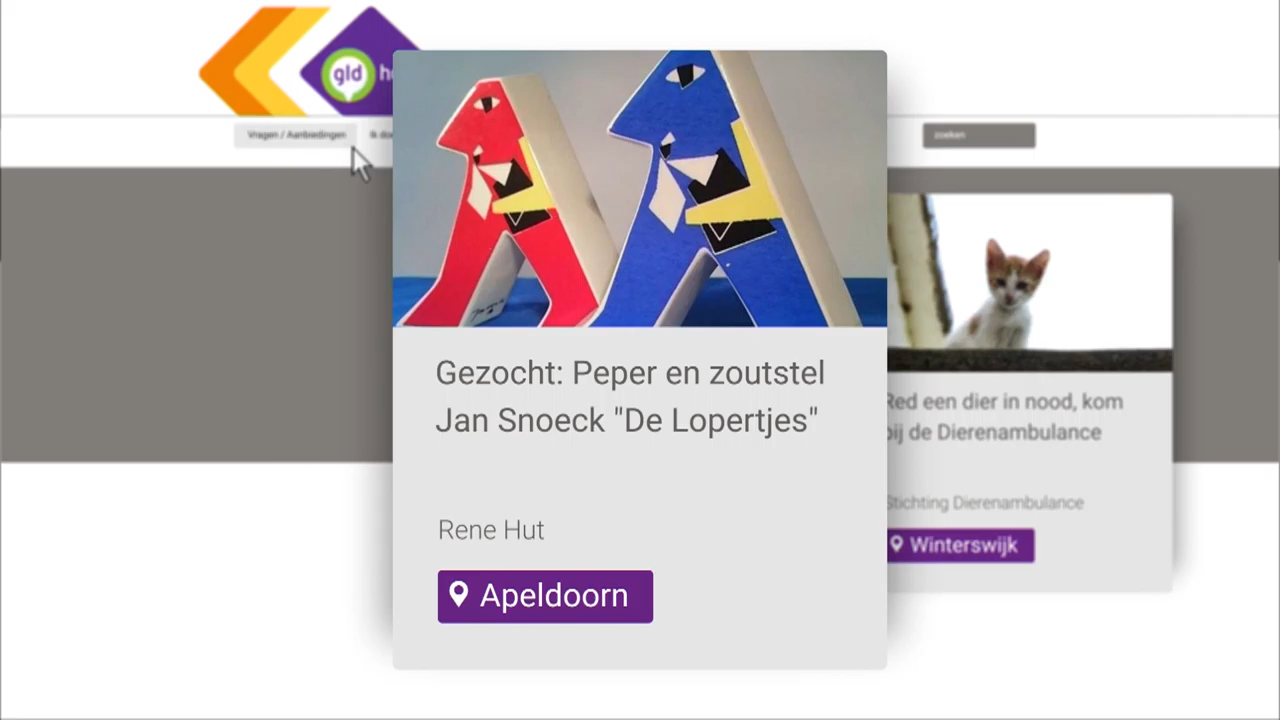 gld
Vragen / Aanbiedingen
zoeken
Gezocht: Peper en zoutstel
Jan Snoeck "De Lopertjes"
Rene Hut
Apeldoorn
Red een dier in nood, kom
bij de Dierenambulance
Stichting Dierenambulance
Winterswijk